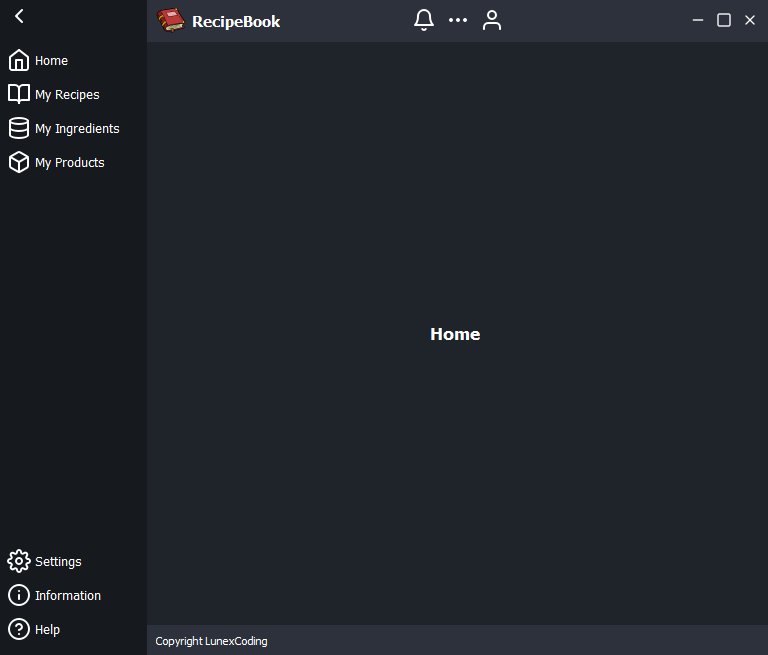 RecipeBook
Home
My Recipes
My Ingredients
My Products
Home
Settings
Information
Help
Copyright LunexCoding